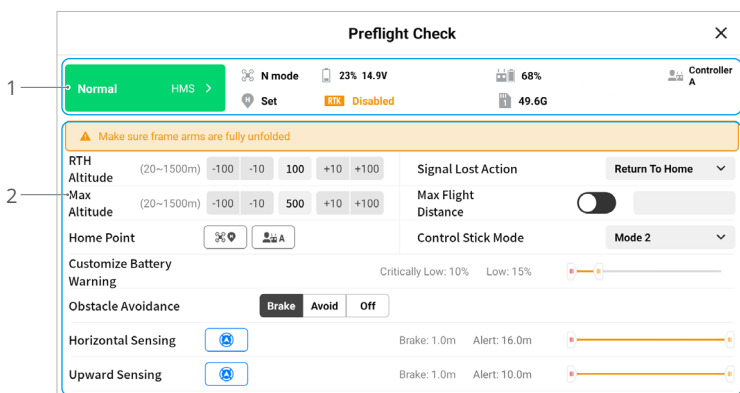 Preflight Check
1
Normal HMS >
N mode 23% 14.9V 68% Controller A
H Set RTK Disabled 1 49.6G
Make sure frame arms are fully unfolded
2
RTH Altitude (20~1500m) -100 -10 100 +10 +100 Signal Lost Action Return To Home
Max Altitude (20~1500m) -100 -10 500 +10 +100 Max Flight Distance
Home Point A Control Stick Mode Mode 2
Customize Battery Warning Critically Low: 10% Low: 15%
Obstacle Avoidance Brake Avoid Off
Horizontal Sensing Brake: 1.0m Alert: 16.0m
Upward Sensing Brake: 1.0m Alert: 10.0m